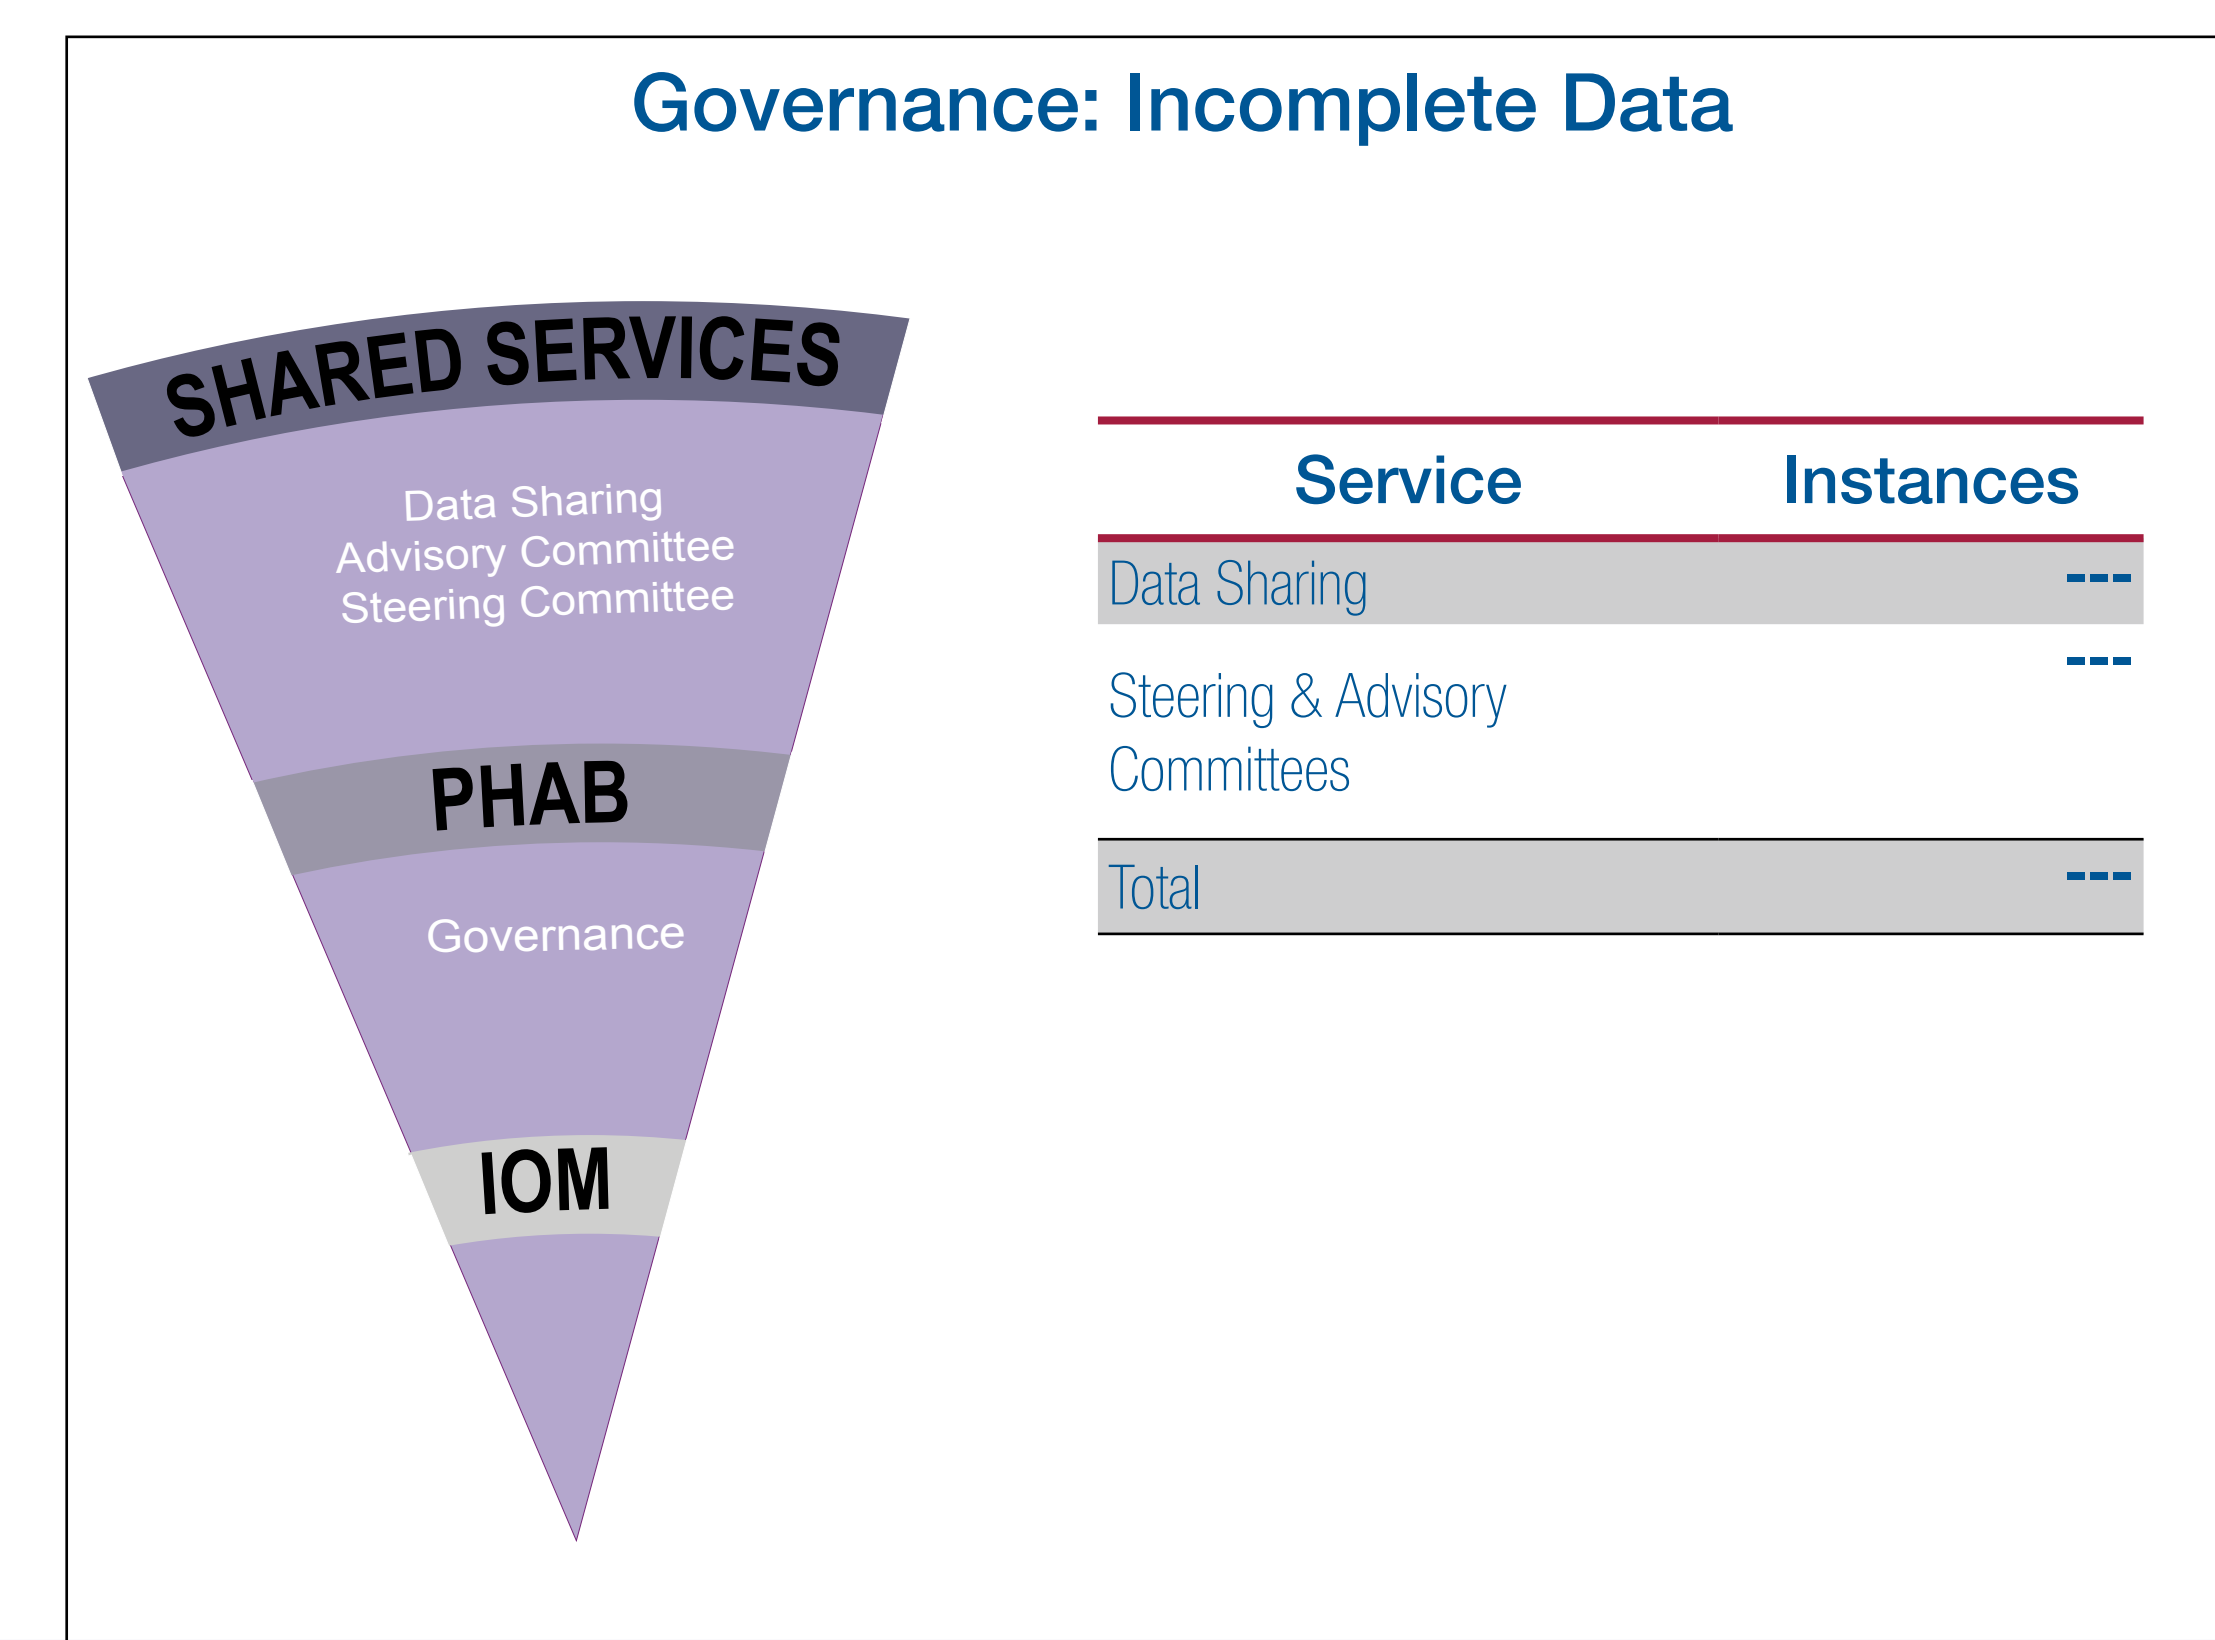 Governance: Incomplete Data
SHARED SERVICES
Data Sharing
Advisory Committee
Steering Committee
PHAB
Governance
IOM
Service Instances
Data Sharing ---
Steering & Advisory ---
Committees
Total ---